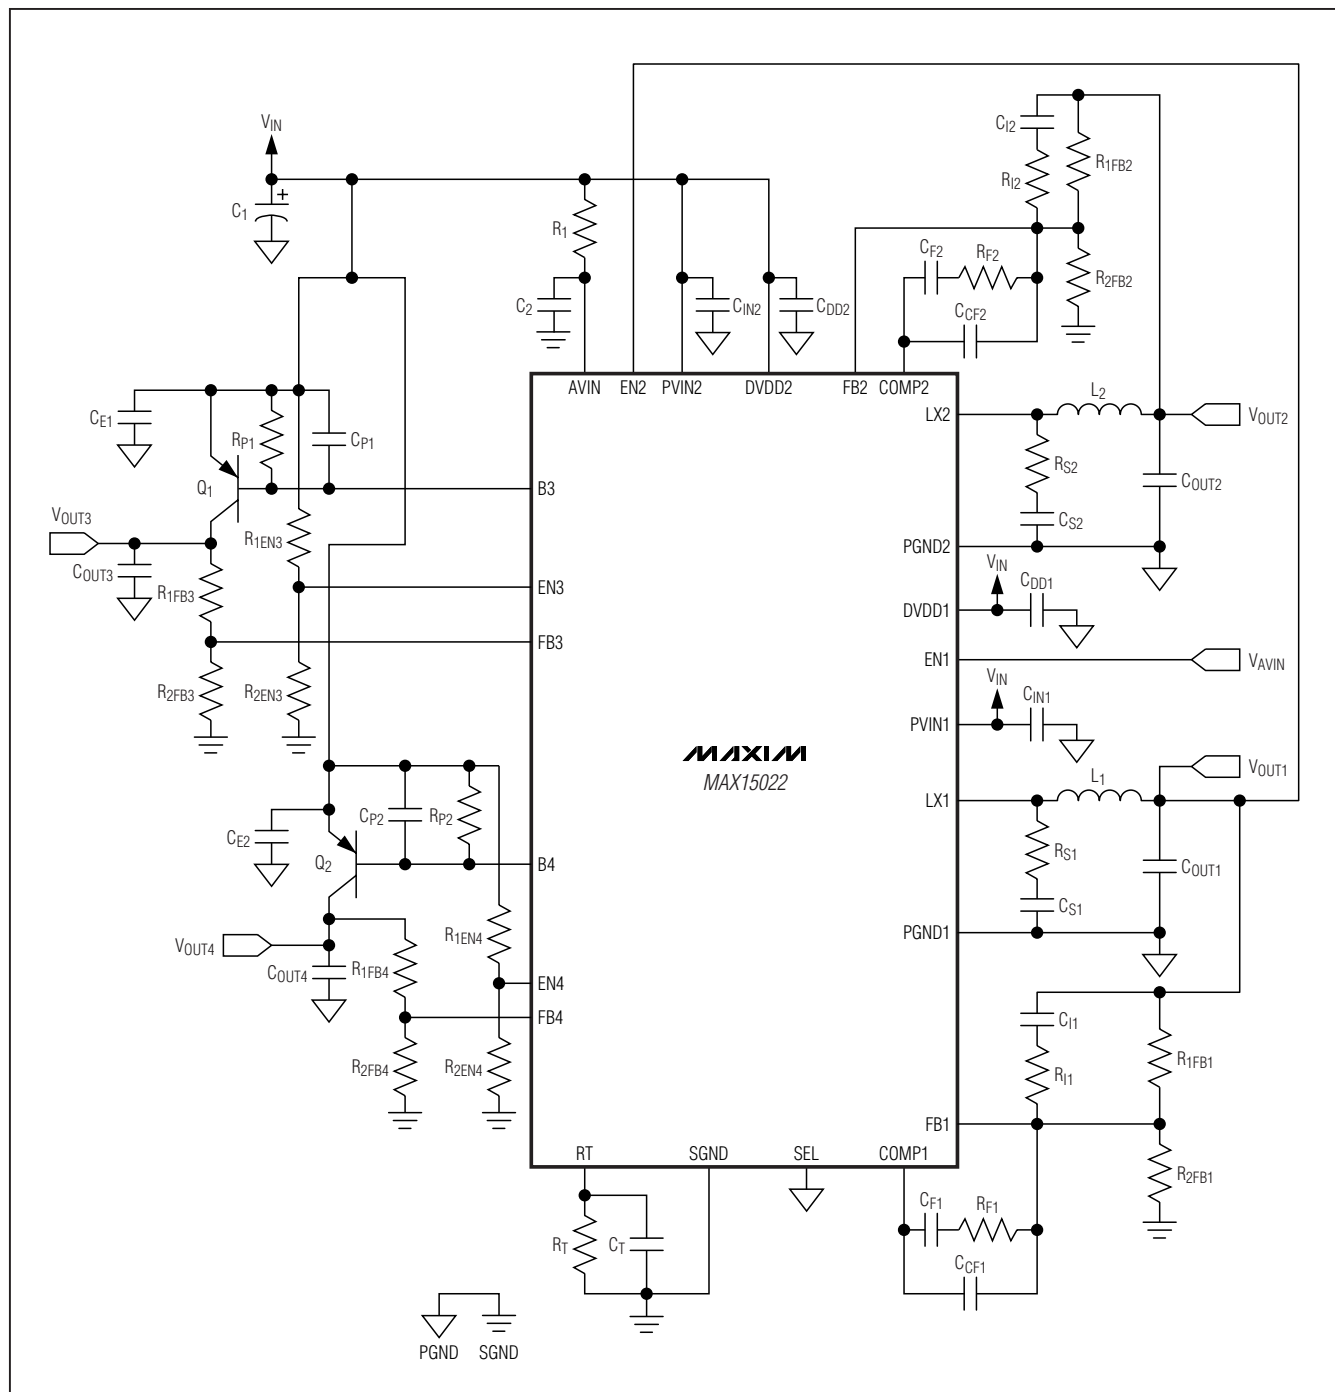 VIN
C1
+
R1
C2
CIN2
CDD2
CI2
RI2
R1FB2
CF2
RF2
CCF2
R2FB2
AVIN
EN2
PVIN2
DVDD2
FB2
COMP2
CE1
RP1
CP1
Q1
B3
VOUT3
COUT3
R1EN3
R1FB3
EN3
FB3
R2FB3
R2EN3
LX2
L2
VOUT2
RS2
COUT2
CS2
PGND2
VIN
CDD1
DVDD1
EN1
VAVIN
VIN
CIN1
PVIN1
MAXIM
MAX15022
CP2
RP2
CE2
Q2
B4
VOUT4
COUT4
R1FB4
R1EN4
EN4
FB4
R2FB4
R2EN4
VOUT1
LX1
L1
RS1
COUT1
CS1
PGND1
CI1
RI1
R1FB1
FB1
R2FB1
RT
SGND
SEL
COMP1
RT
CT
CF1
RF1
CCF1
PGND
SGND